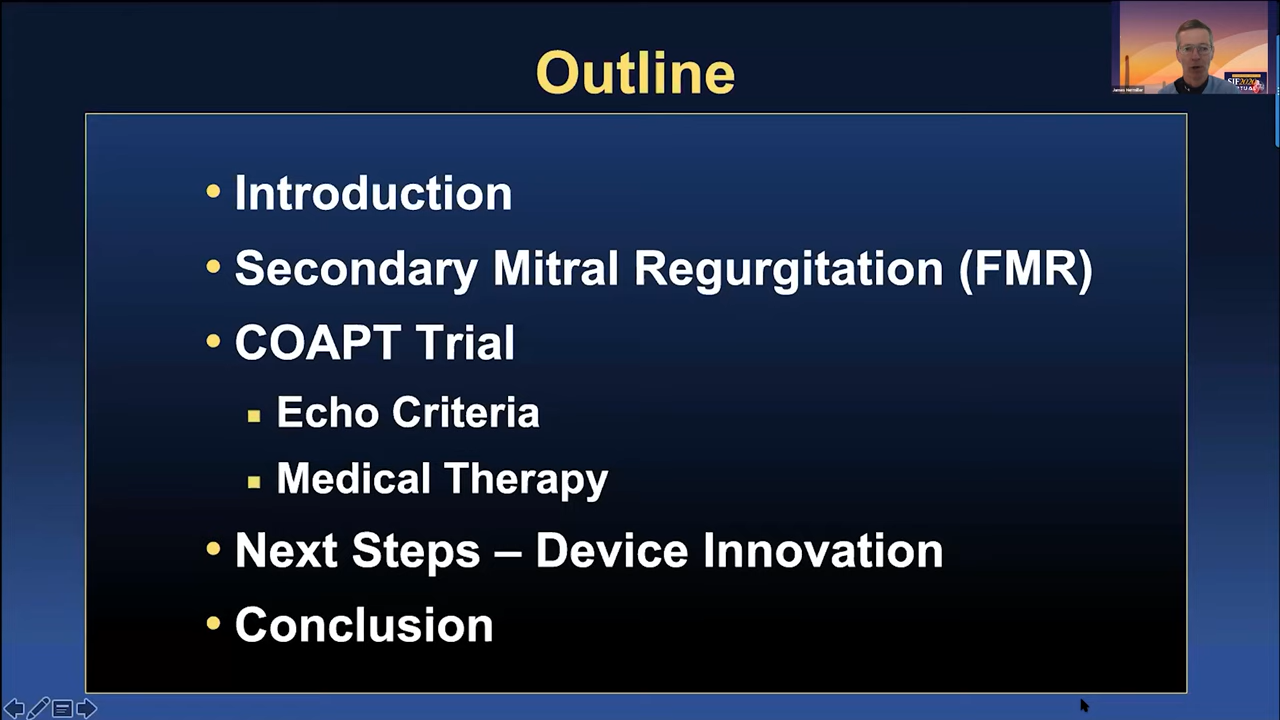 Outline
Introduction
Secondary Mitral Regurgitation (FMR)
COAPT Trial
Echo Criteria
Medical Therapy
Next Steps – Device Innovation
Conclusion